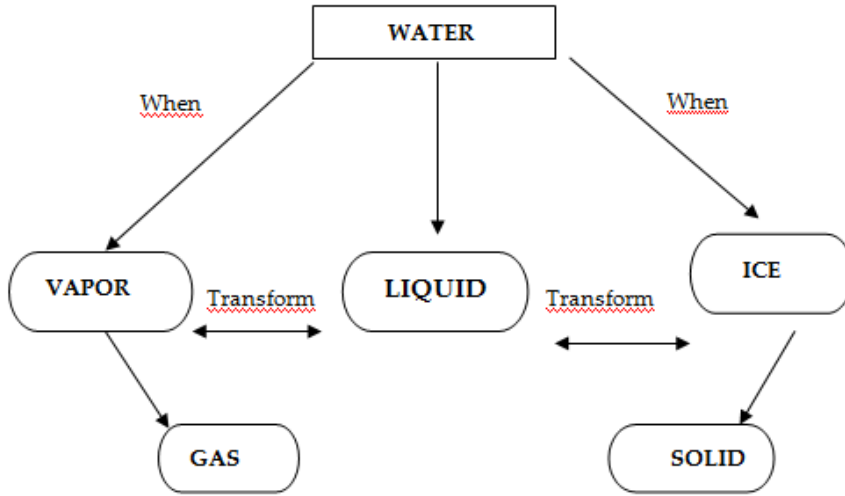 WATER
When
When
VAPOR
LIQUID
ICE
Transform
Transform
GAS
SOLID